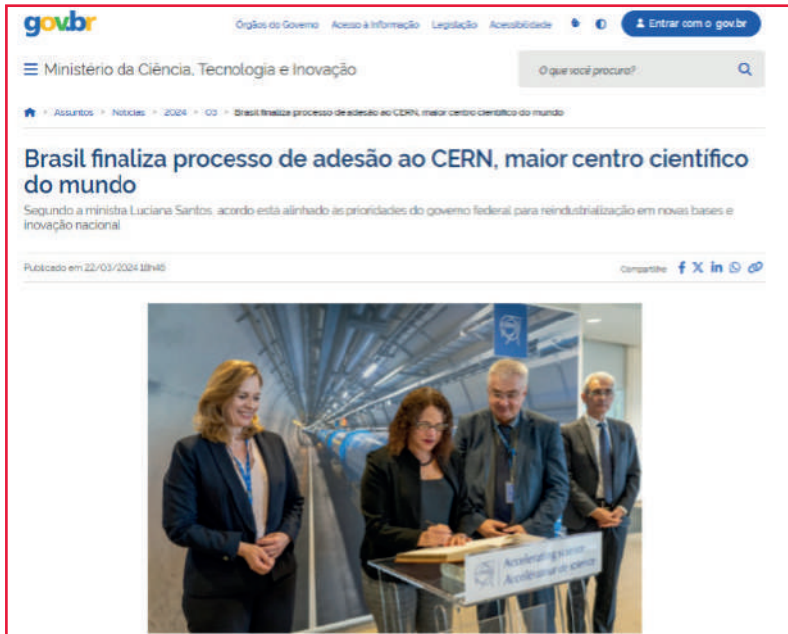 gov.br
Órgãos do Governo Acesso à Informação Legislação Acessibilidade Entrar com o gov.br
Ministério da Ciência, Tecnologia e Inovação O que você procura?
Assuntos > Notícias > 2024 > 03 > Brasil finaliza processo de adesão ao CERN, maior centro científico do mundo
Brasil finaliza processo de adesão ao CERN, maior centro científico
do mundo
Segundo a ministra Luciana Santos, acordo está alinhado às prioridades do governo federal para reindustrialização em novas bases e
inovação nacional
Publicado em 22/03/2024 18h46 Compartilhe
Accelerating science
Accélérateur de science